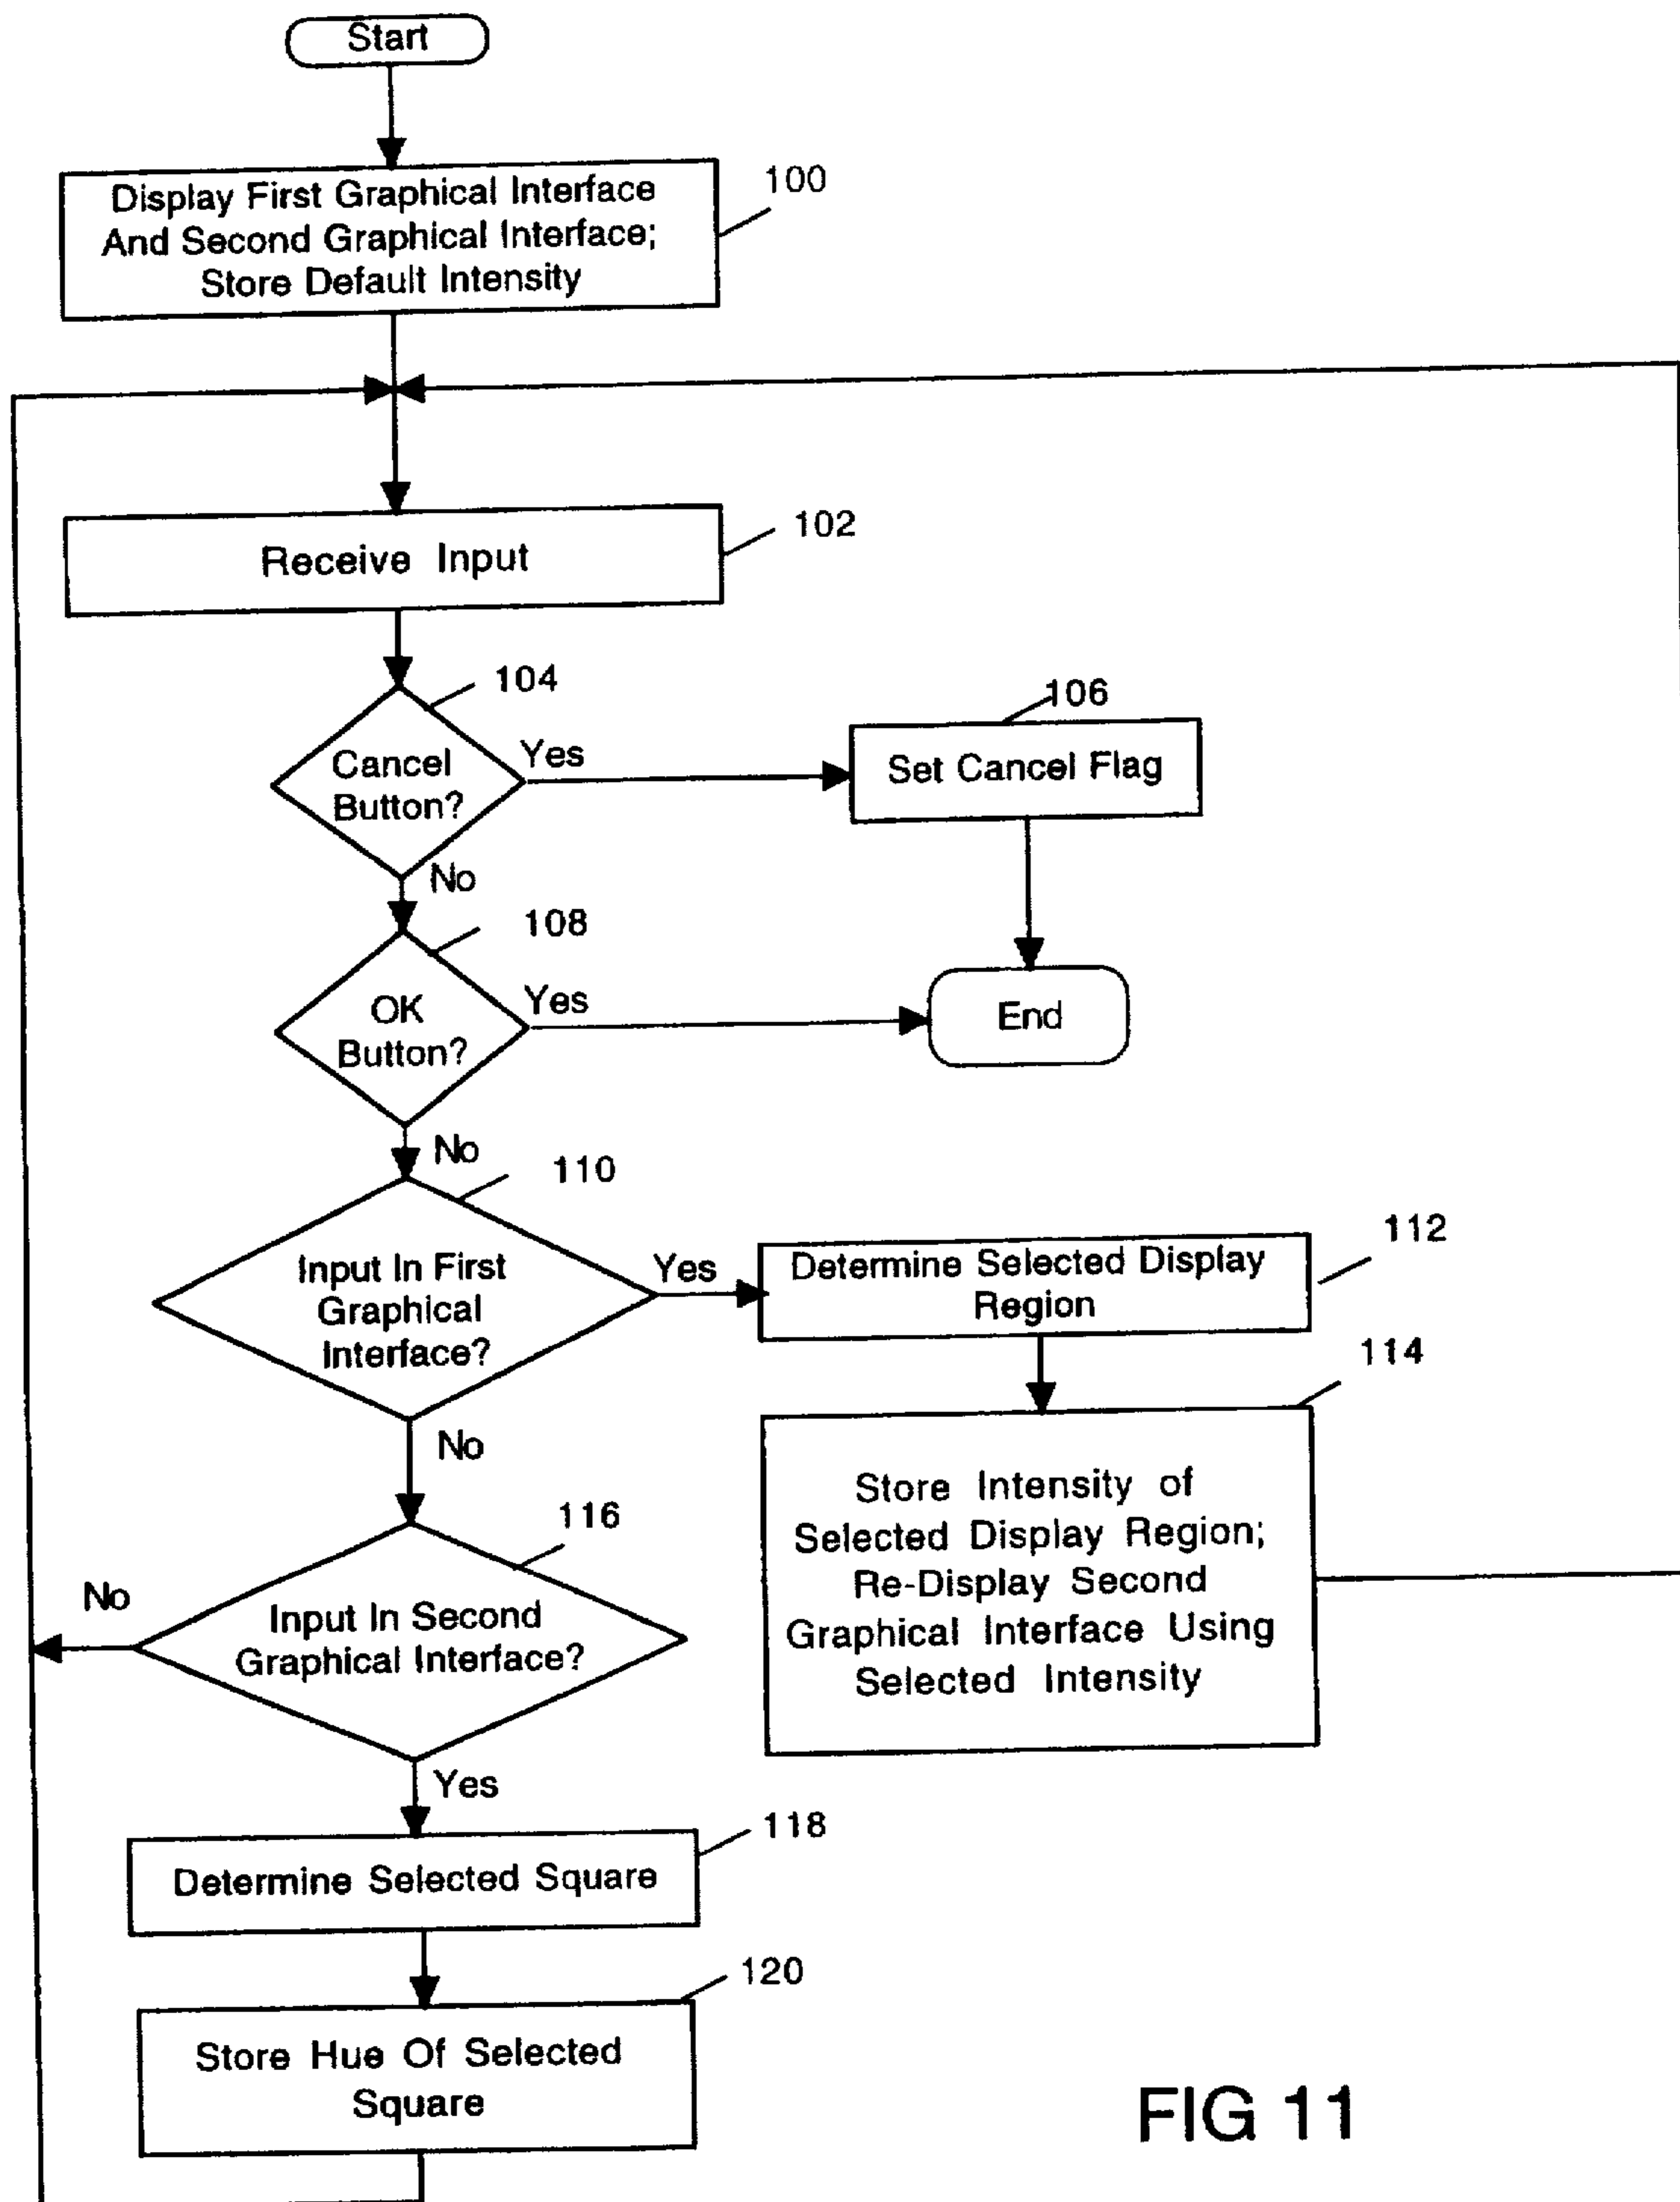 Start
Display First Graphical Interface
And Second Graphical Interface;
Store Default Intensity
100
Receive Input
102
104
Cancel
Button?
Yes
106
Set Cancel Flag
No
108
OK
Button?
Yes
End
No
110
Input In First
Graphical
Interface?
Yes
112
Determine Selected Display
Region
114
Store Intensity of
Selected Display Region;
Re-Display Second
Graphical Interface Using
Selected Intensity
No
116
Input In Second
Graphical Interface?
No
Yes
118
Determine Selected Square
120
Store Hue Of Selected
Square
FIG 11